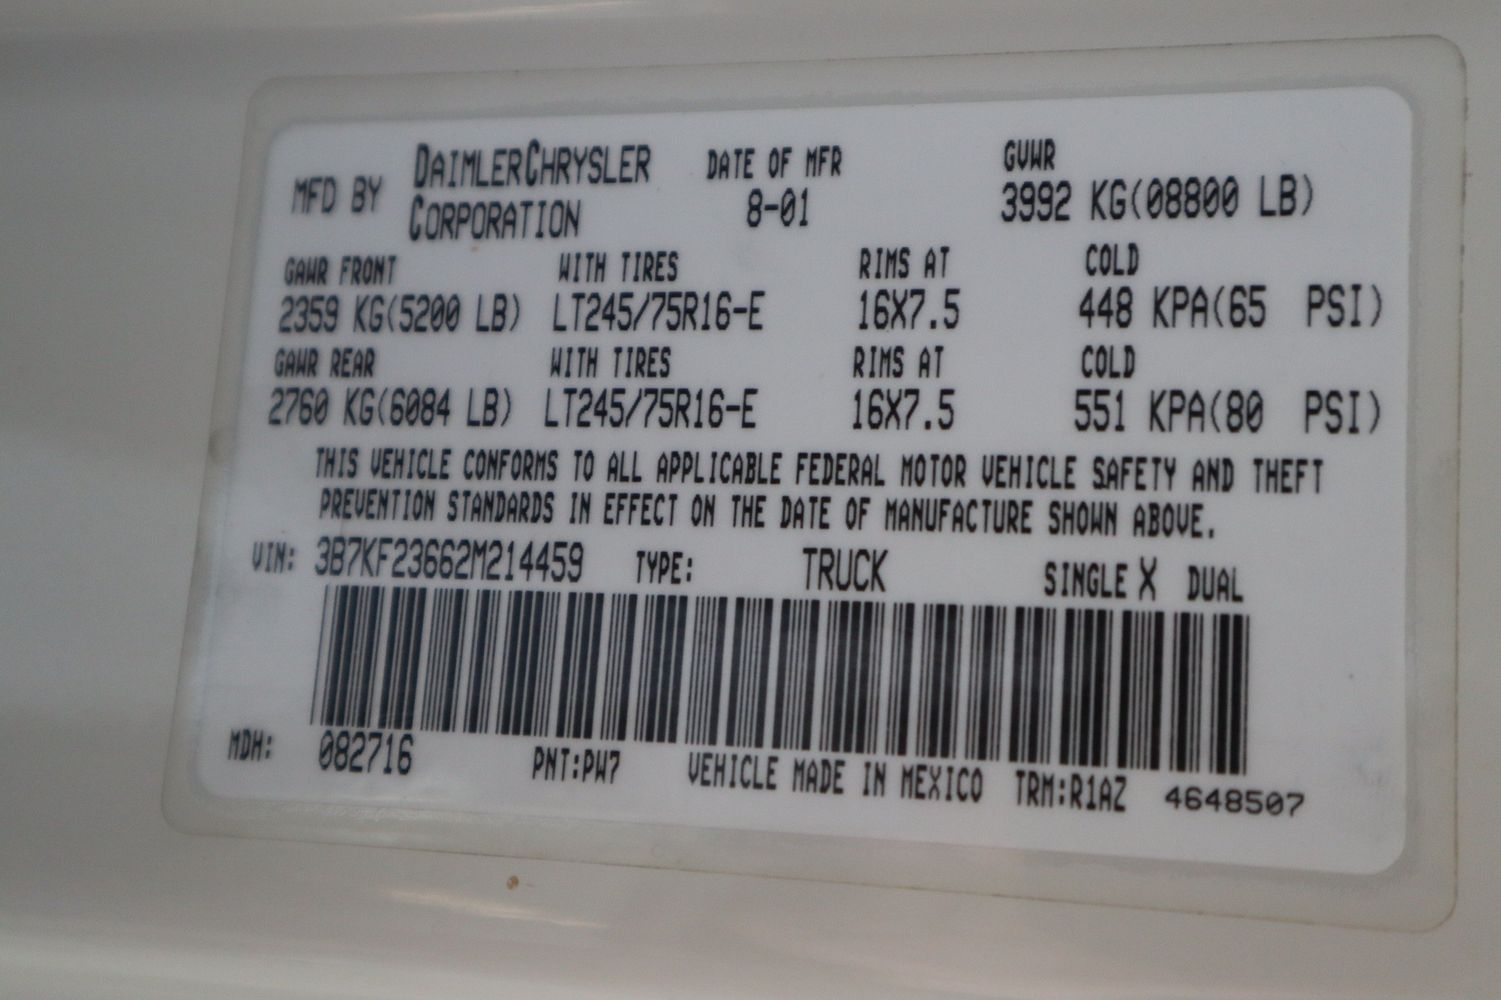 MFD BY DAIMLERCHRYSLER CORPORATION DATE OF MFR 8-01 GVWR 3992 KG(08800 LB)
GAWR FRONT WITH TIRES RIMS AT COLD
2359 KG(5200 LB) LT245/75R16-E 16X7.5 448 KPA(65 PSI)
GAWR REAR WITH TIRES RIMS AT COLD
2760 KG(6084 LB) LT245/75R16-E 16X7.5 551 KPA(80 PSI)
THIS VEHICLE CONFORMS TO ALL APPLICABLE FEDERAL MOTOR VEHICLE SAFETY AND THEFT
PREVENTION STANDARDS IN EFFECT ON THE DATE OF MANUFACTURE SHOWN ABOVE.
VIN: 3B7KF23662M214459 TYPE: TRUCK SINGLE X DUAL
MDH: 082716 PNT:PW7 VEHICLE MADE IN MEXICO TRM:R1AZ 4648507